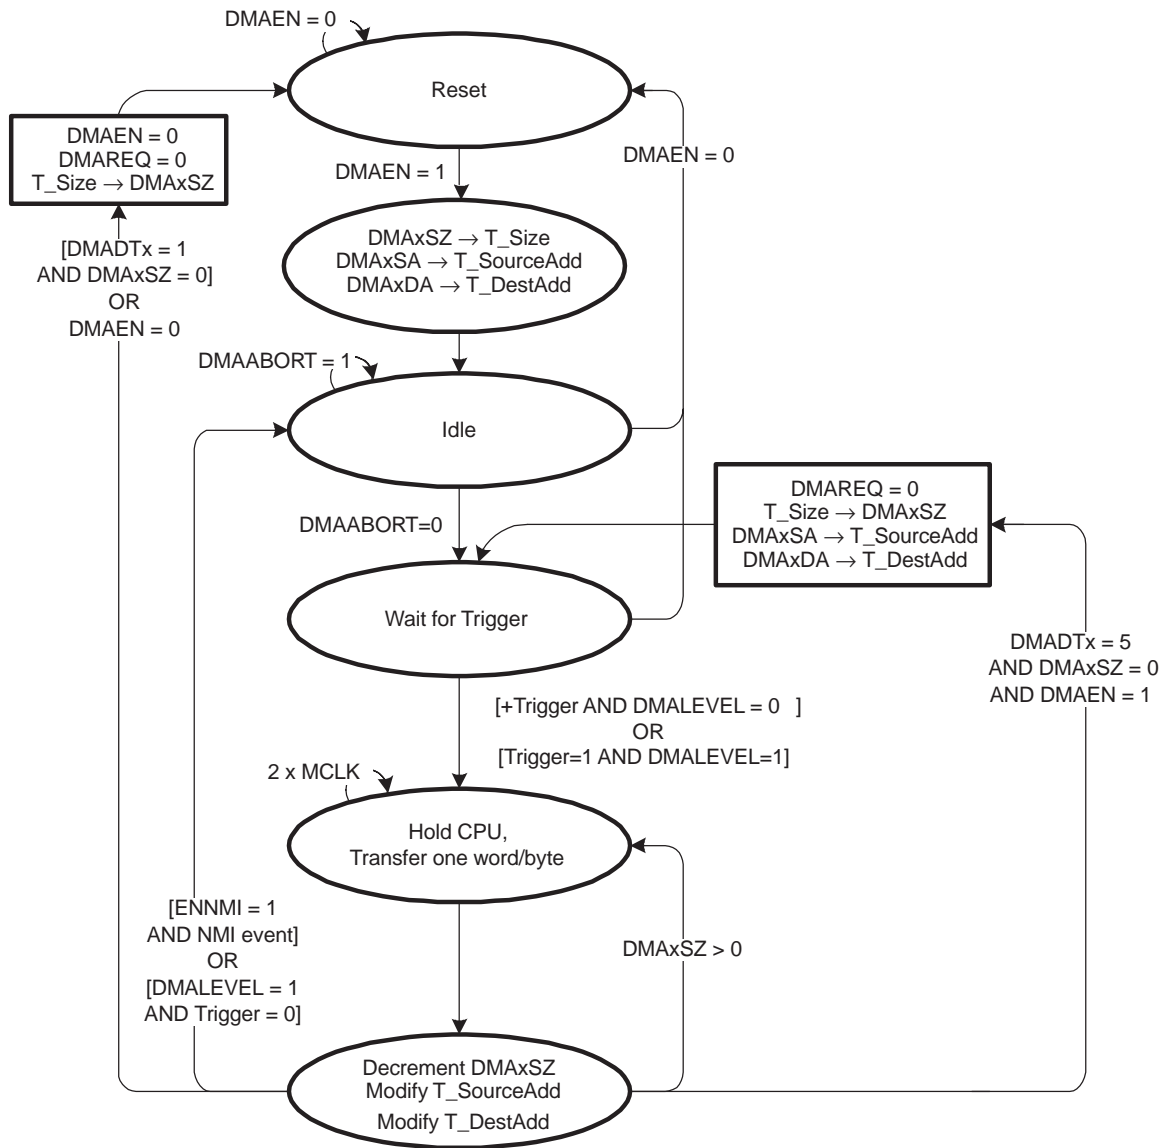 DMAEN = 0
Reset
DMAEN = 0
DMAREQ = 0
T_Size → DMAxSZ
DMAEN = 0
DMAEN = 1
[DMADTx = 1
AND DMAxSZ = 0]
OR
DMAEN = 0
DMAxSZ → T_Size
DMAxSA → T_SourceAdd
DMAxDA → T_DestAdd
DMAABORT = 1
Idle
DMAABORT=0
DMAREQ = 0
T_Size → DMAxSZ
DMAxSA → T_SourceAdd
DMAxDA → T_DestAdd
Wait for Trigger
DMADTx = 5
AND DMAxSZ = 0
AND DMAEN = 1
[+Trigger AND DMALEVEL = 0 ]
OR
[Trigger=1 AND DMALEVEL=1]
2 x MCLK
Hold CPU,
Transfer one word/byte
[ENNMI = 1
AND NMI event]
OR
[DMALEVEL = 1
AND Trigger = 0]
DMAxSZ > 0
Decrement DMAxSZ
Modify T_SourceAdd
Modify T_DestAdd